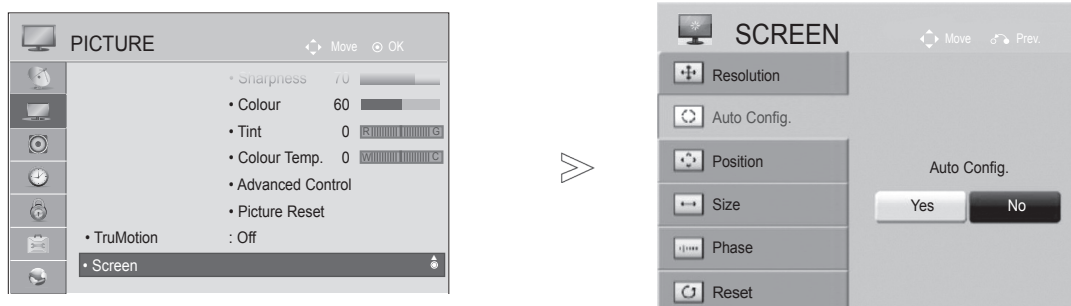 PICTURE
Move OK
• Sharpness 70
• Colour 60
• Tint 0 R G
• Colour Temp. 0 W C
• Advanced Control
• Picture Reset
• TruMotion : Off
• Screen
SCREEN
Move Prev.
Resolution
Auto Config.
Position
Size
Phase
Reset
Auto Config.
Yes No